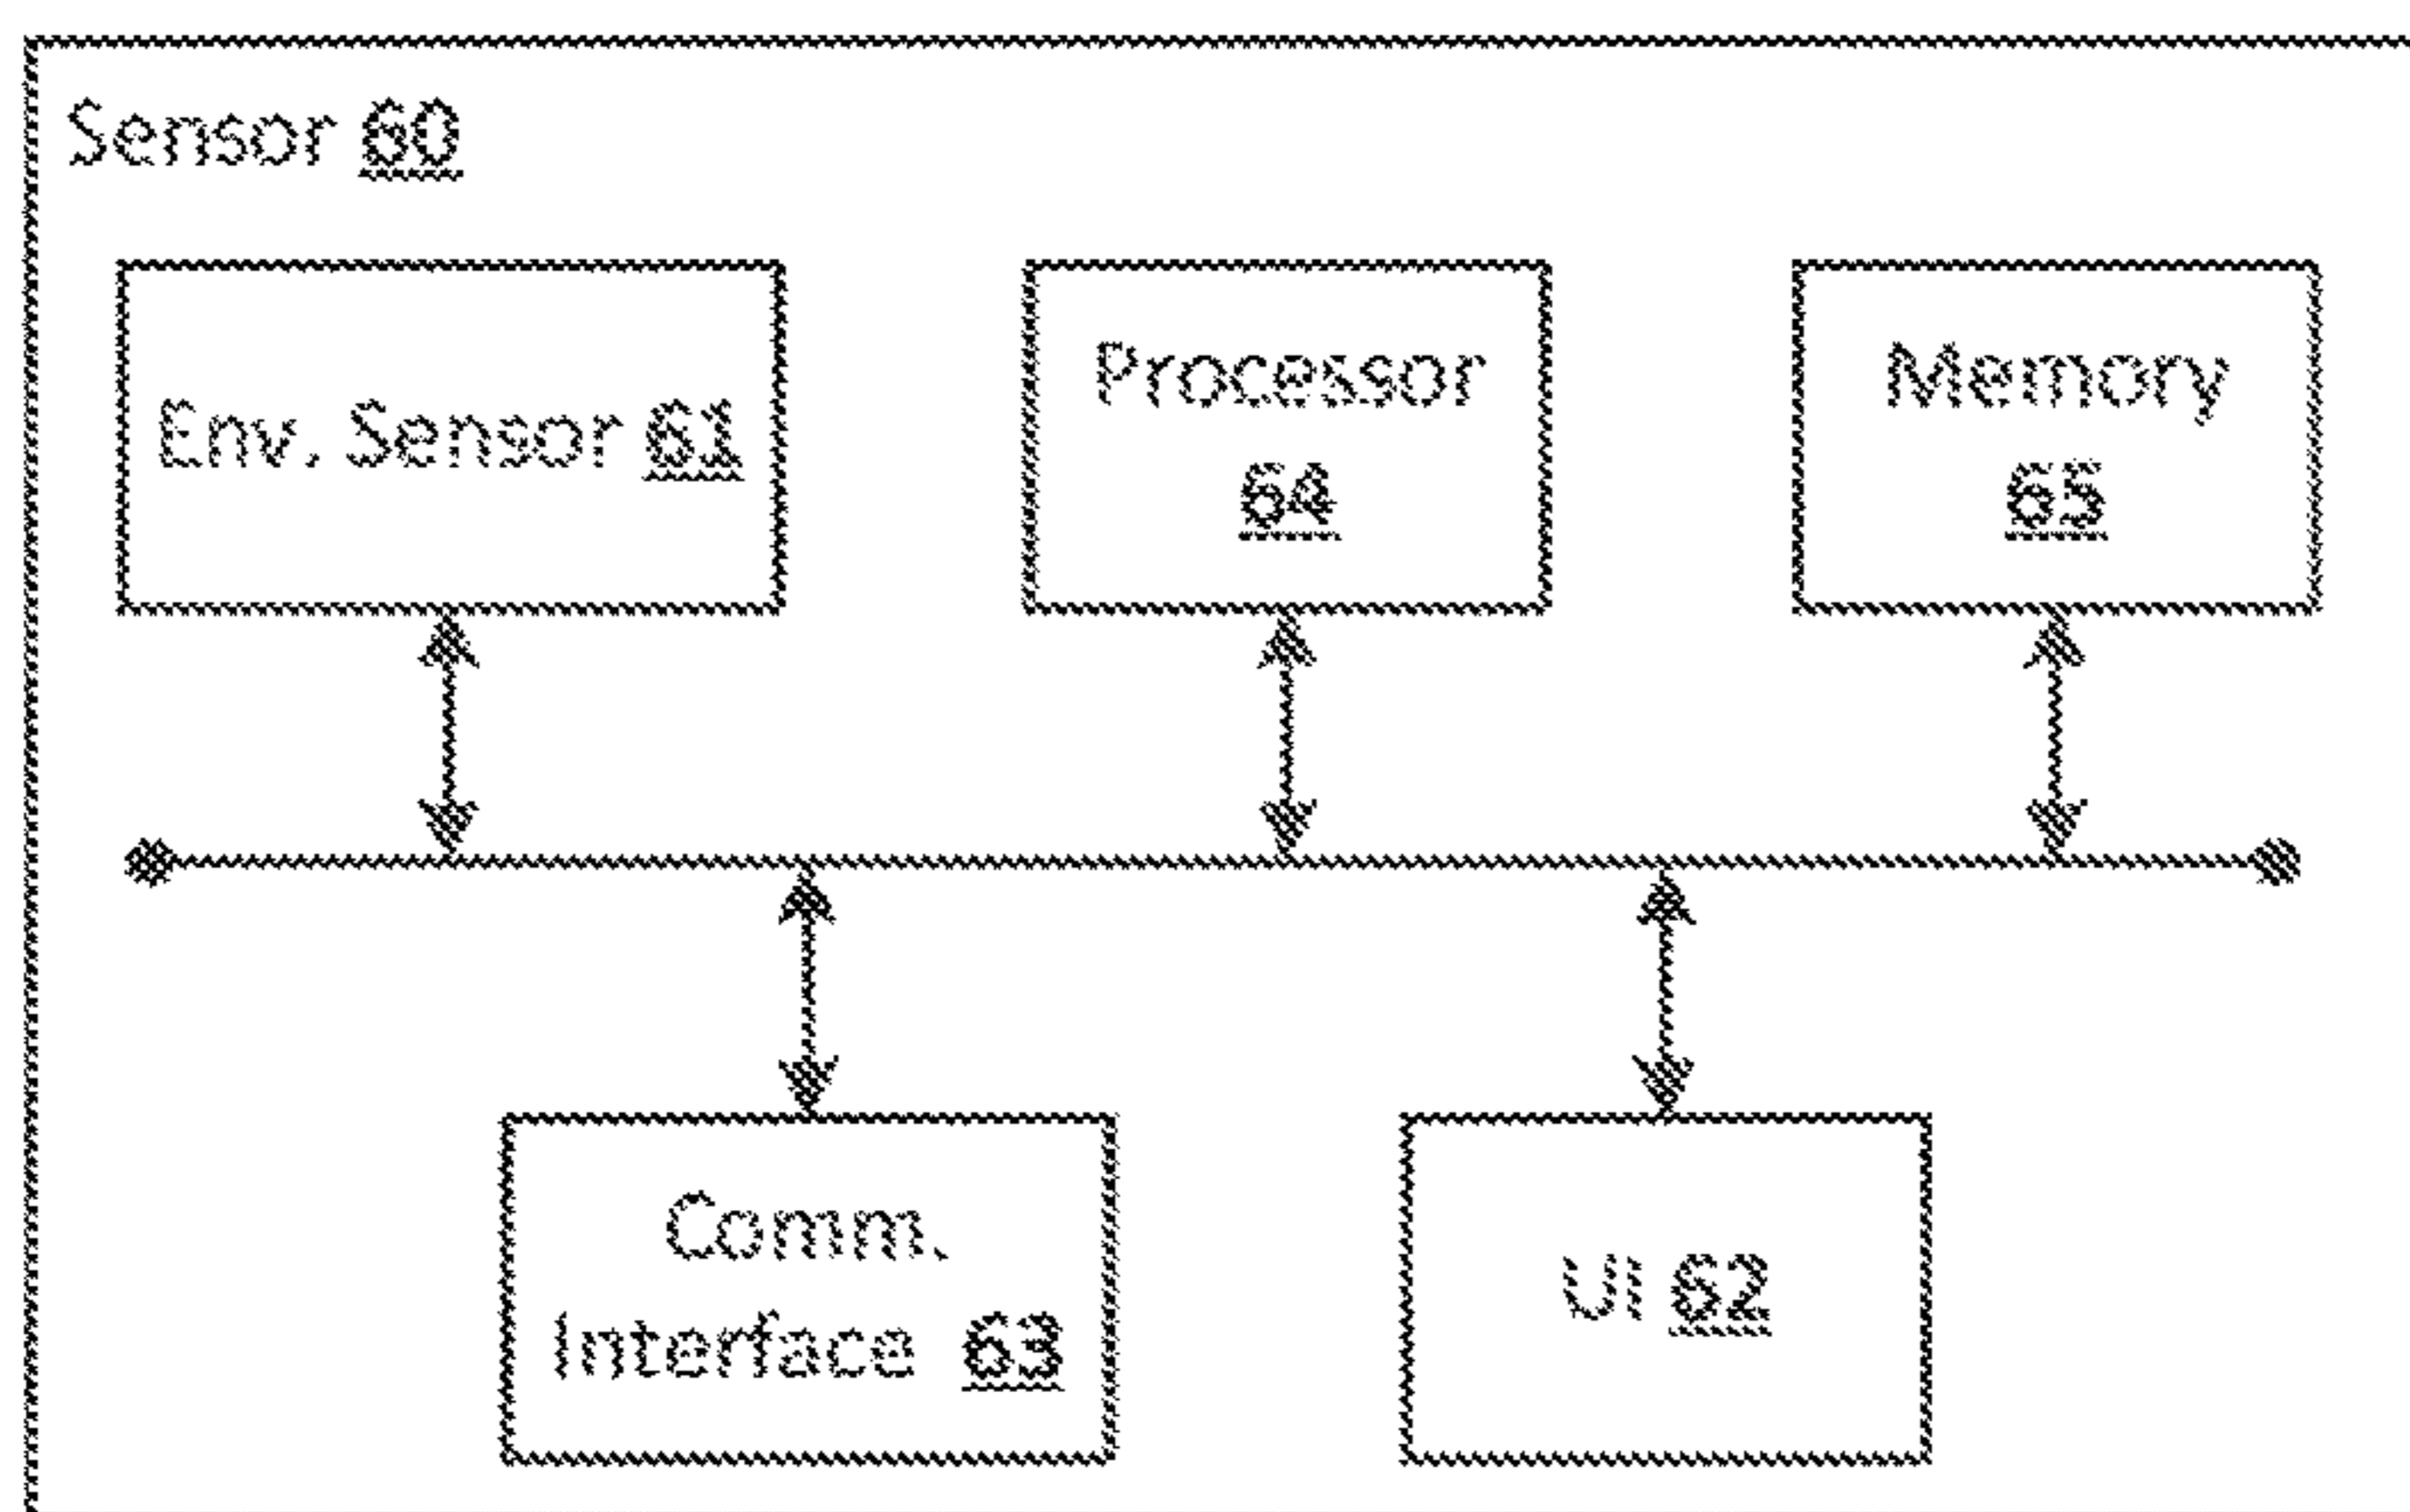 Sensor 60
Env. Sensor 61
Processor
64
Memory
65
Comm.
Interface 63
UI 62